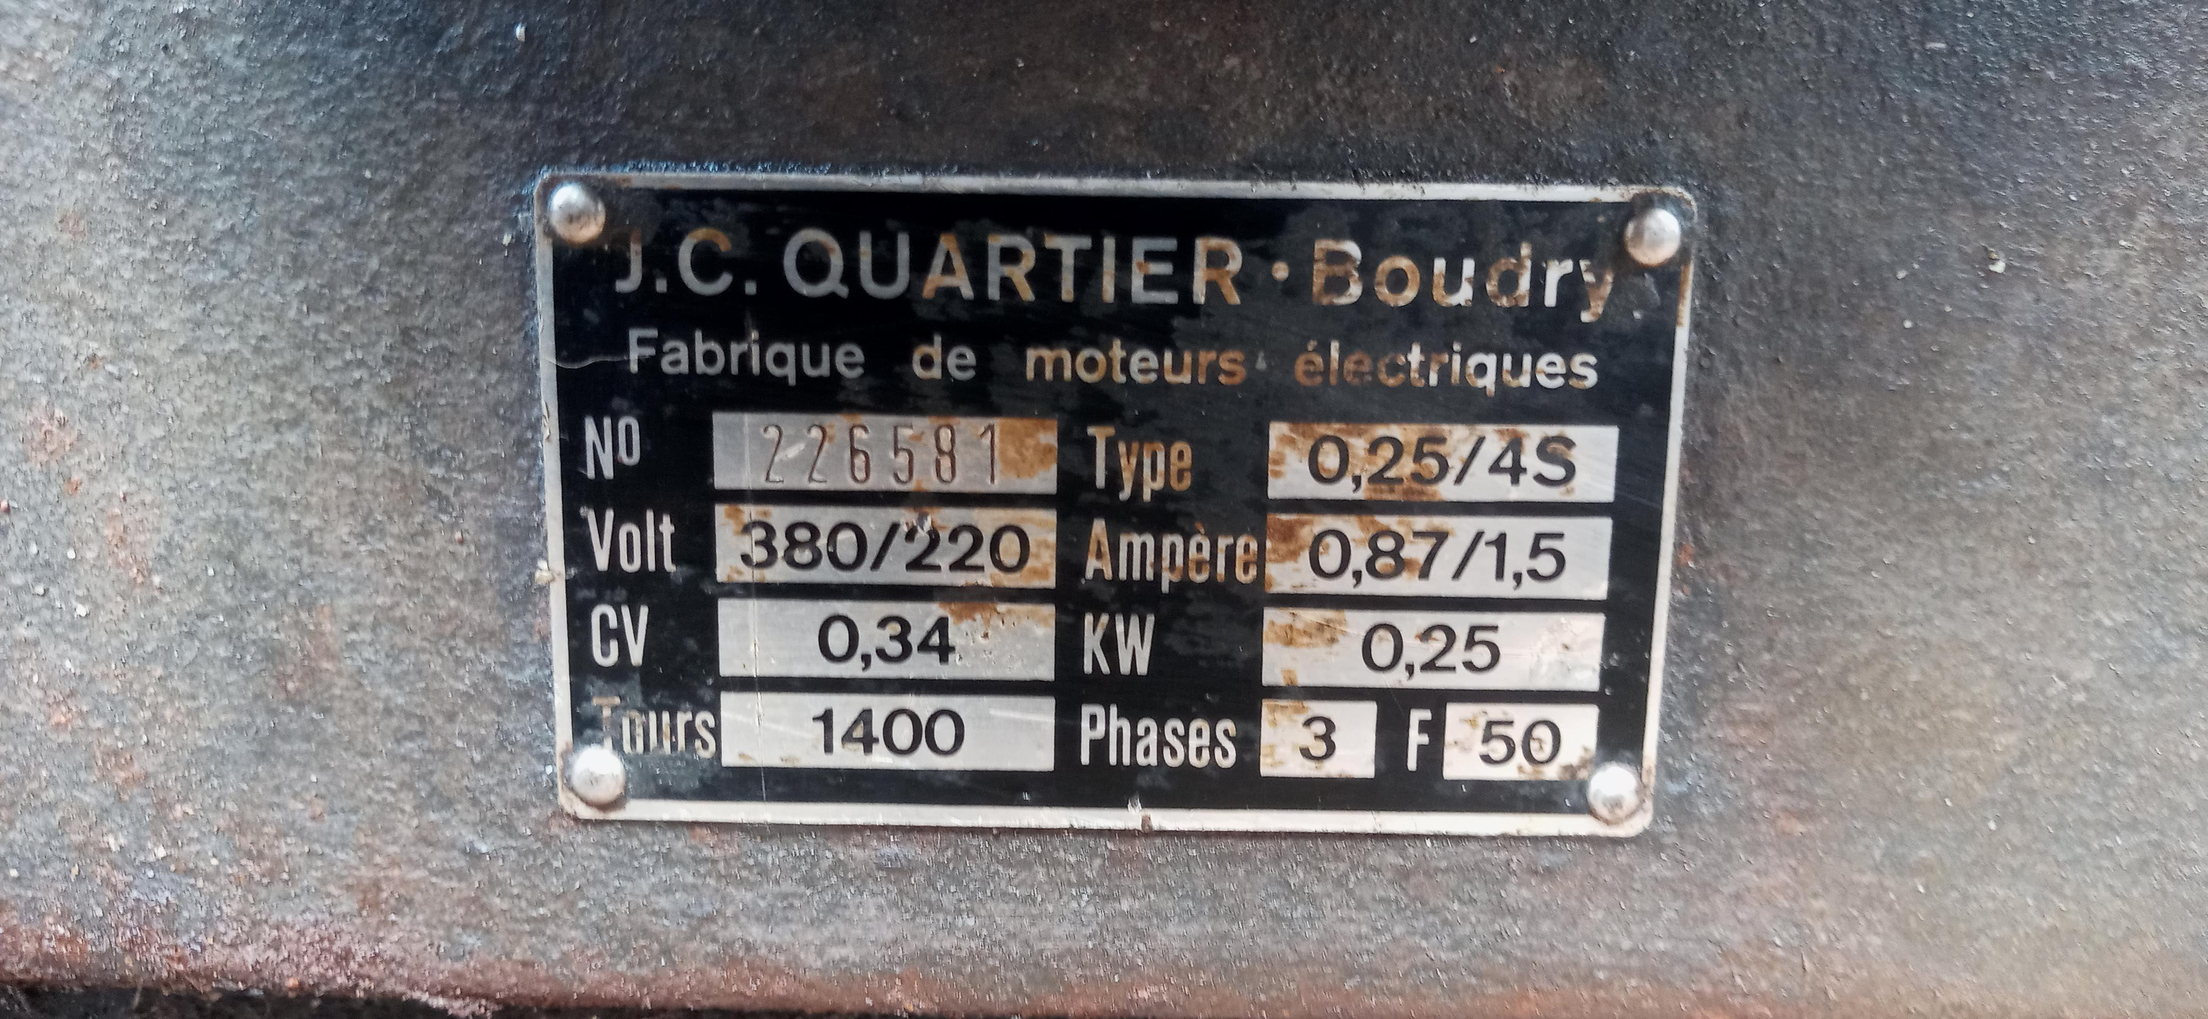 J.C. QUARTIER · Boudry
Fabrique de moteurs électriques
No 226581 Type 0,25/4S
Volt 380/220 Ampère 0,87/1,5
CV 0,34 KW 0,25
Tours 1400 Phases 3 F 50